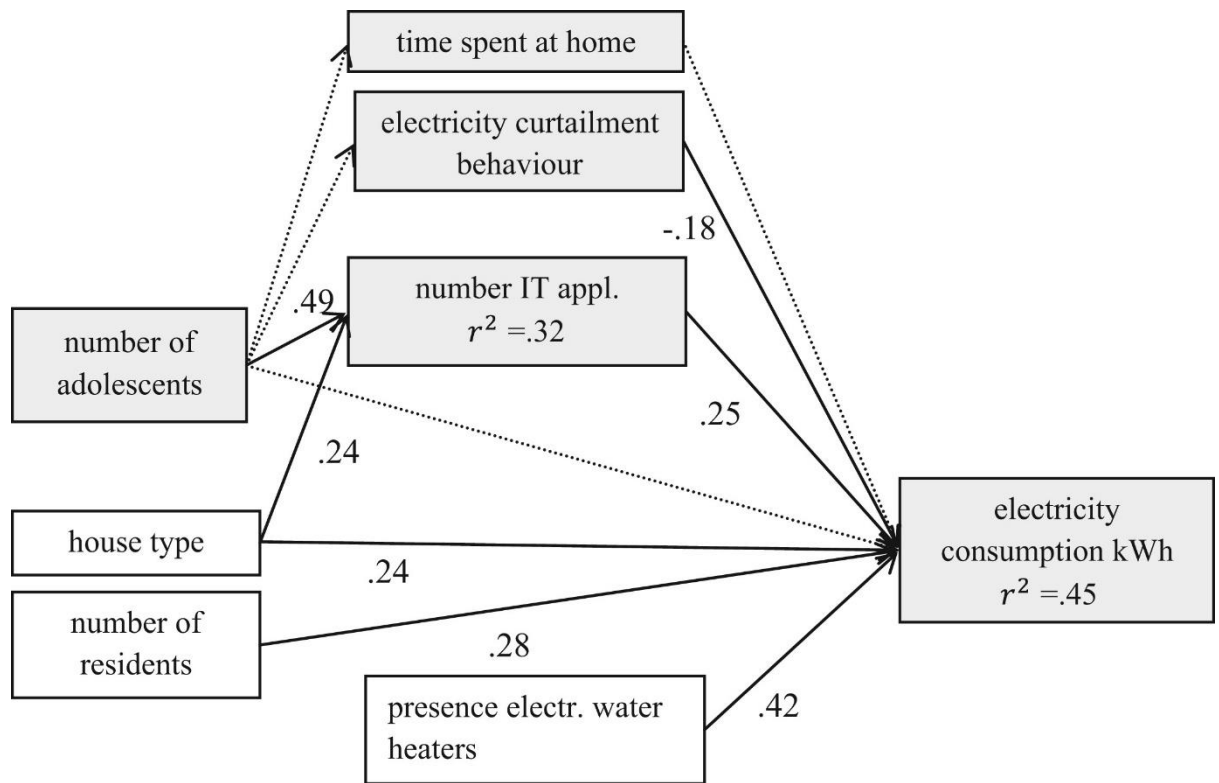 time spent at home
electricity curtailment
behaviour
-.18
number IT appl.
r² =.32
.49
number of
adolescents
.25
.24
house type
.24
electricity
consumption kWh
r² =.45
number of
residents
.28
presence electr. water
heaters
.42